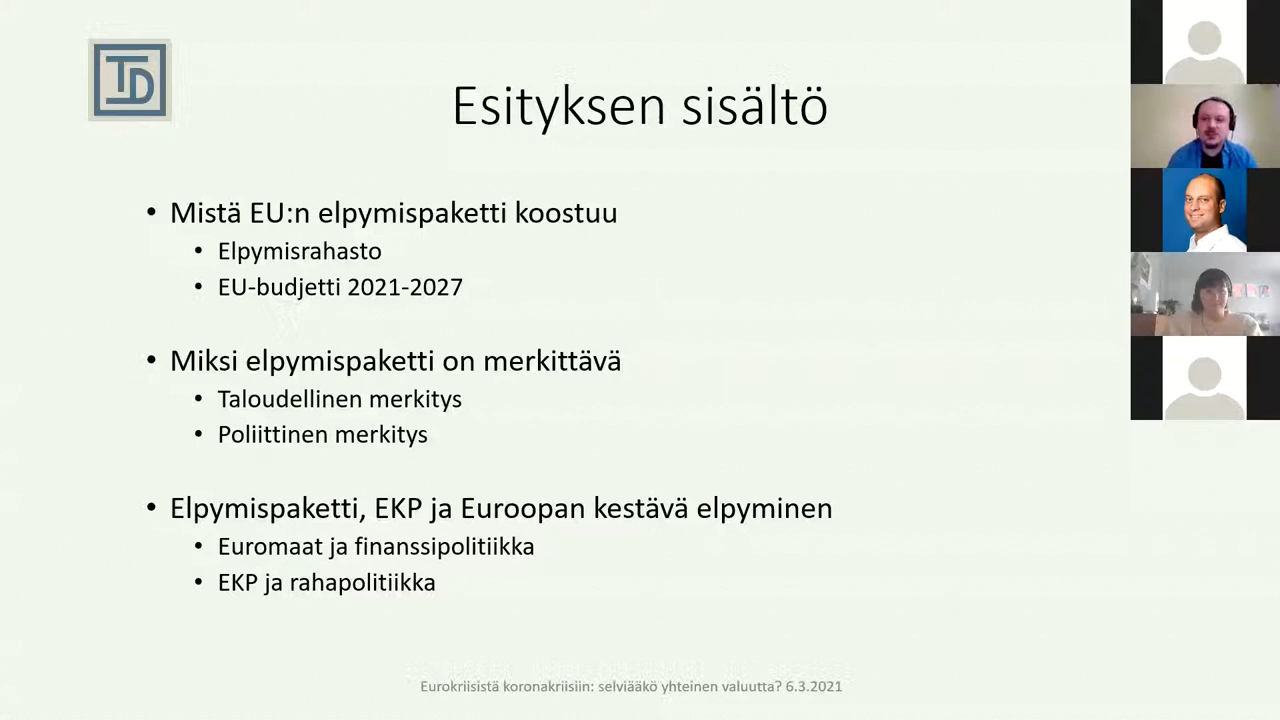 TD
Esityksen sisältö
• Mistä EU:n elpymispaketti koostuu
• Elpymisrahasto
• EU-budjetti 2021-2027
• Miksi elpymispaketti on merkittävä
• Taloudellinen merkitys
• Poliittinen merkitys
• Elpymispaketti, EKP ja Euroopan kestävä elpyminen
• Euromaat ja finanssipolitiikka
• EKP ja rahapolitiikka
Eurokriisistä koronakriisiin: selviääkö yhteinen valuutta? 6.3.2021